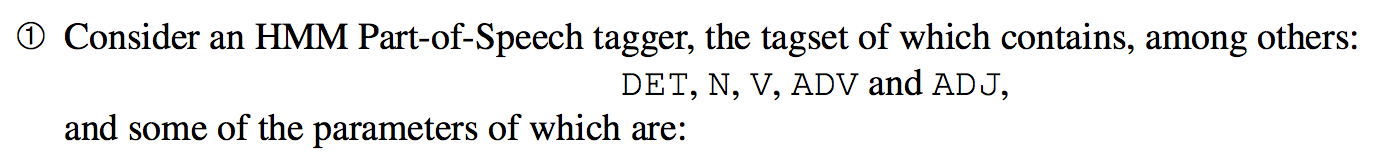 ① Consider an HMM Part-of-Speech tagger, the tagset of which contains, among others:
DET, N, V, ADV and ADJ,
and some of the parameters of which are: